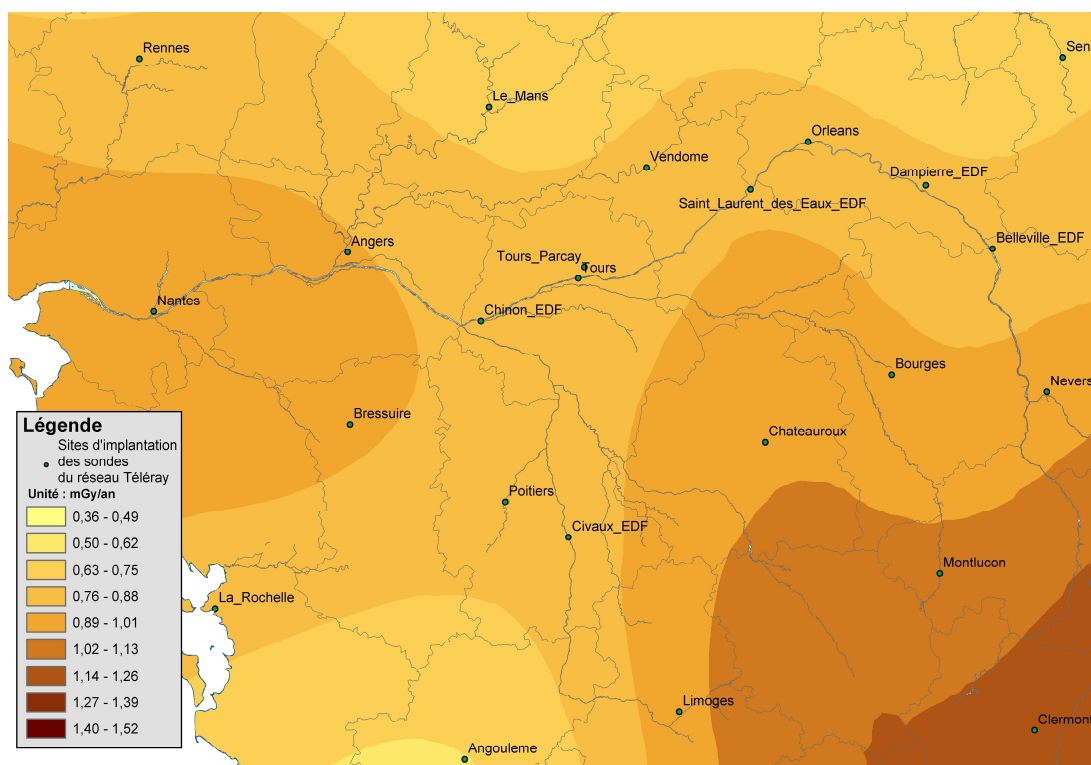 Rennes
Sen
Le_Mans
Orleans
Vendome
Dampierre_EDF
Saint_Laurent_des_Eaux_EDF
Angers
Belleville_EDF
Tours_Parcay
Tours
Nantes
Chinon_EDF
Bourges
Nevers
Bressuire
Chateauroux
Légende
Sites d'implantation
des sondes
du réseau Téléray
Unité : mGy/an
0,36 - 0,49
0,50 - 0,62
0,63 - 0,75
0,76 - 0,88
0,89 - 1,01
1,02 - 1,13
1,14 - 1,26
1,27 - 1,39
1,40 - 1,52
Poitiers
Civaux_EDF
Montlucon
La_Rochelle
Limoges
Clermont
Angouleme